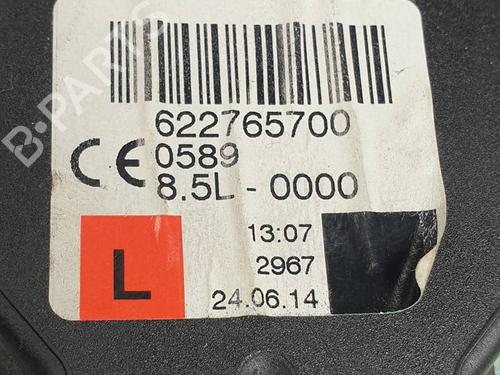 B-PARTS
622765700
CE 0589
8.5L - 0000
13:07
2967
L
24.06.14